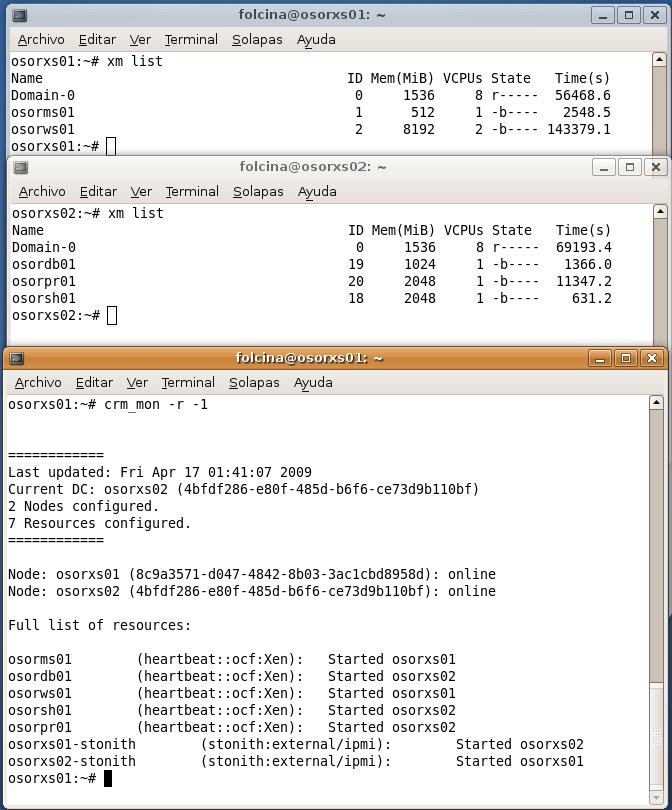 folcina@osorxs01: ~
Archivo Editar Ver Terminal Solapas Ayuda
osorxs01:~# xm list
Name ID Mem(MiB) VCPUs State Time(s)
Domain-0 0 1536 8 r----- 56468.6
osorms01 1 512 1 -b---- 2548.5
osorws01 2 8192 2 -b---- 143379.1
osorxs01:~#
folcina@osorxs02: ~
Archivo Editar Ver Terminal Solapas Ayuda
osorxs02:~# xm list
Name ID Mem(MiB) VCPUs State Time(s)
Domain-0 0 1536 8 r----- 69193.4
osordb01 19 1024 1 -b---- 1366.0
osorpr01 20 2048 1 -b---- 11347.2
osorsh01 18 2048 1 -b---- 631.2
osorxs02:~#
folcina@osorxs01: ~
Archivo Editar Ver Terminal Solapas Ayuda
osorxs01:~# crm_mon -r -1
============
Last updated: Fri Apr 17 01:41:07 2009
Current DC: osorxs02 (4bfdf286-e80f-485d-b6f6-ce73d9b110bf)
2 Nodes configured.
7 Resources configured.
============
Node: osorxs01 (8c9a3571-d047-4842-8b03-3ac1cbd8958d): online
Node: osorxs02 (4bfdf286-e80f-485d-b6f6-ce73d9b110bf): online
Full list of resources:
osorms01 (heartbeat::ocf:Xen): Started osorxs01
osordb01 (heartbeat::ocf:Xen): Started osorxs02
osorws01 (heartbeat::ocf:Xen): Started osorxs01
osorsh01 (heartbeat::ocf:Xen): Started osorxs02
osorpr01 (heartbeat::ocf:Xen): Started osorxs02
osorxs01-stonith (stonith:external/ipmi): Started osorxs02
osorxs02-stonith (stonith:external/ipmi): Started osorxs01
osorxs01:~#